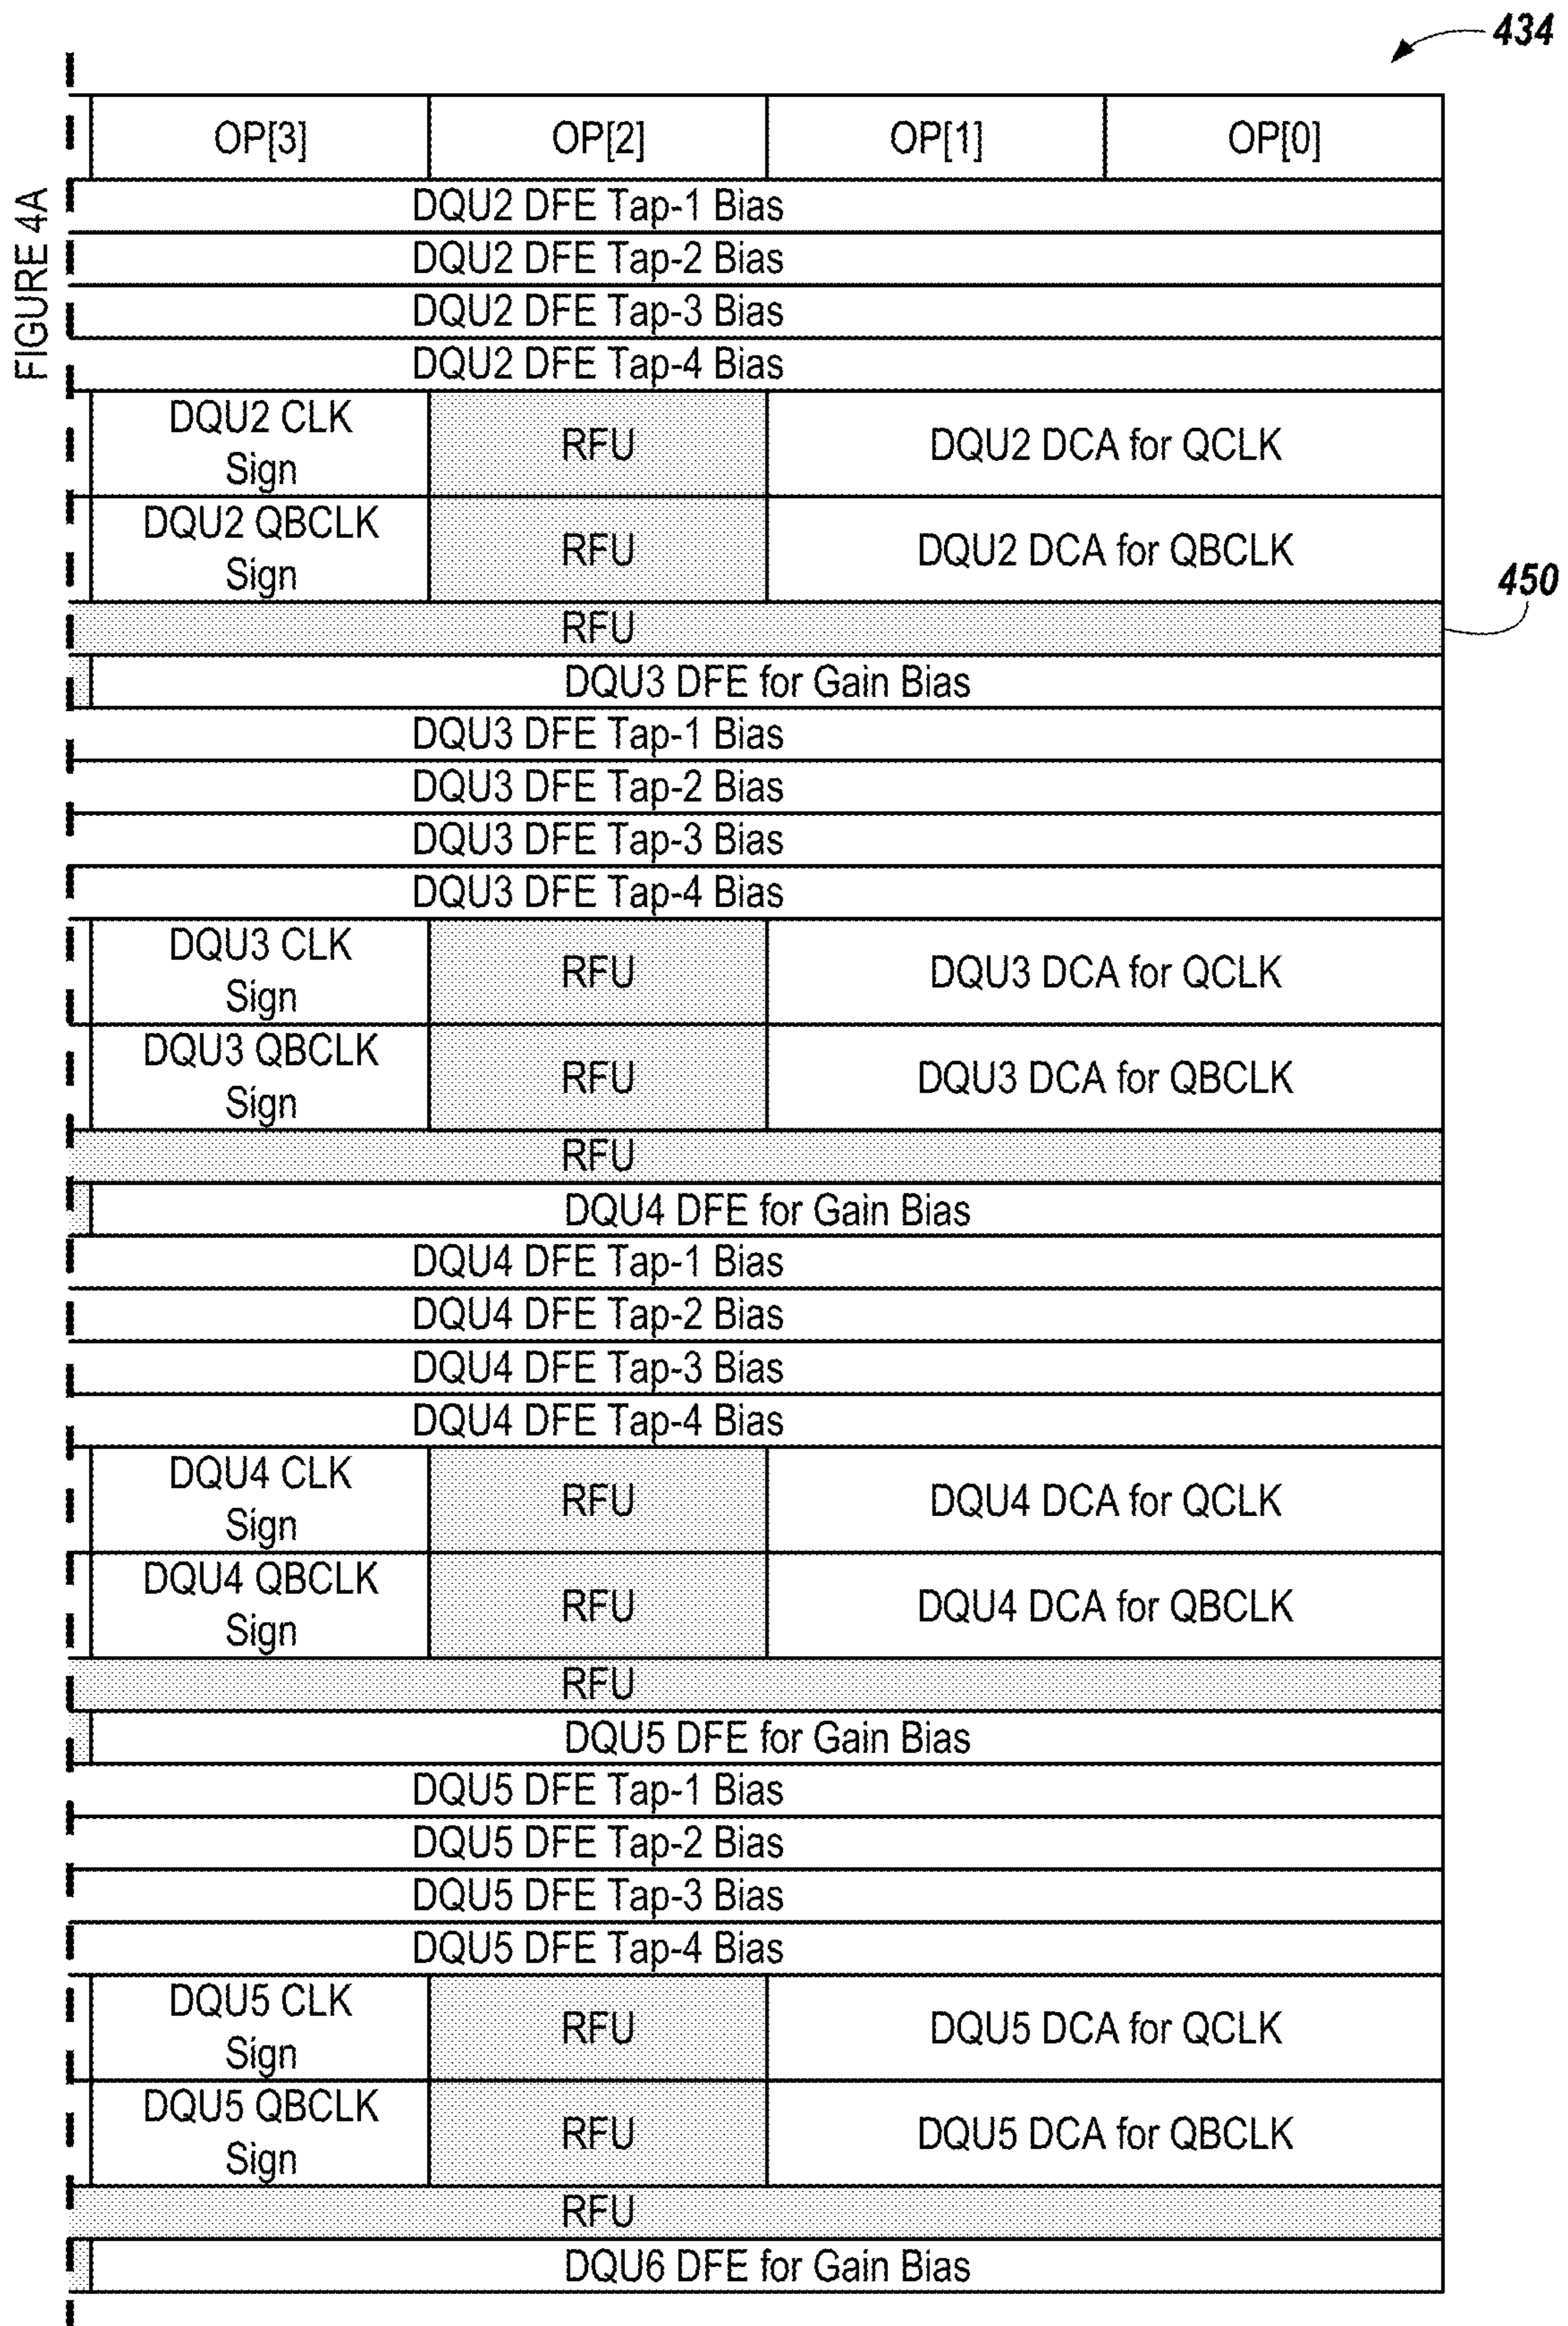 434
FIGURE 4A
OP[3] OP[2] OP[1] OP[0]
DQU2 DFE Tap-1 Bias
DQU2 DFE Tap-2 Bias
DQU2 DFE Tap-3 Bias
DQU2 DFE Tap-4 Bias
DQU2 CLK
Sign
RFU
DQU2 DCA for QCLK
DQU2 QBCLK
Sign
RFU
DQU2 DCA for QBCLK
450
RFU
DQU3 DFE for Gain Bias
DQU3 DFE Tap-1 Bias
DQU3 DFE Tap-2 Bias
DQU3 DFE Tap-3 Bias
DQU3 DFE Tap-4 Bias
DQU3 CLK
Sign
RFU
DQU3 DCA for QCLK
DQU3 QBCLK
Sign
RFU
DQU3 DCA for QBCLK
RFU
DQU4 DFE for Gain Bias
DQU4 DFE Tap-1 Bias
DQU4 DFE Tap-2 Bias
DQU4 DFE Tap-3 Bias
DQU4 DFE Tap-4 Bias
DQU4 CLK
Sign
RFU
DQU4 DCA for QCLK
DQU4 QBCLK
Sign
RFU
DQU4 DCA for QBCLK
RFU
DQU5 DFE for Gain Bias
DQU5 DFE Tap-1 Bias
DQU5 DFE Tap-2 Bias
DQU5 DFE Tap-3 Bias
DQU5 DFE Tap-4 Bias
DQU5 CLK
Sign
RFU
DQU5 DCA for QCLK
DQU5 QBCLK
Sign
RFU
DQU5 DCA for QBCLK
RFU
DQU6 DFE for Gain Bias